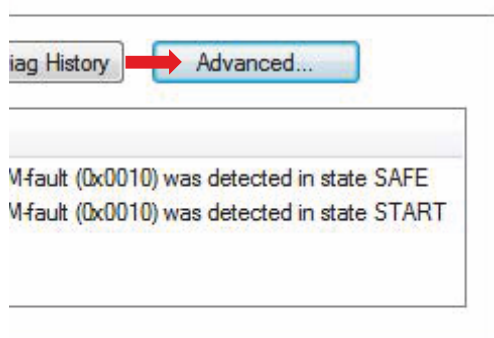 iag History Advanced...
M-fault (0x0010) was detected in state SAFE
M-fault (0x0010) was detected in state START